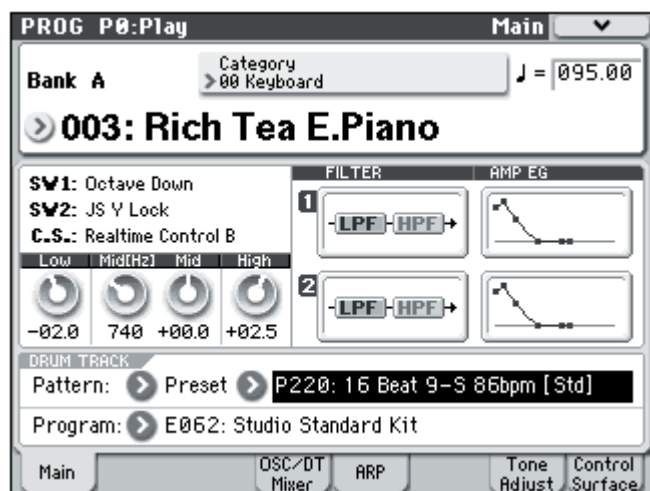 PROG P0:Play Main
Category
Bank A 00 Keyboard ♩ = 095.00
003: Rich Tea E.Piano
SW1: Octave Down
SW2: JS Y Lock
C.S.: Realtime Control B
Low Mid[Hz] Mid High
-02.0 740 +00.0 +02.5
FILTER AMP EG
1 LPF HPF
2 LPF HPF
DRUM TRACK
Pattern: Preset P220: 16 Beat 9-S 86bpm [Std]
Program: E062: Studio Standard Kit
Main OSC/DT Mixer ARP Tone Adjust Control Surface